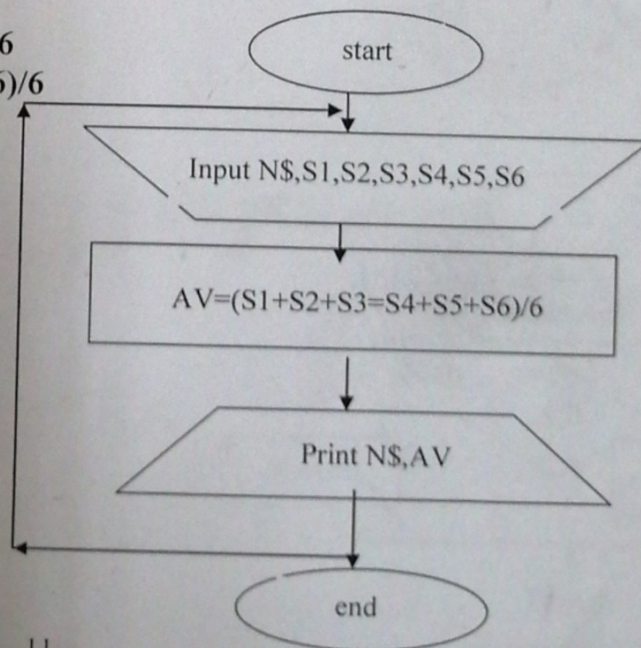 6
)/6
start
Input N$,S1,S2,S3,S4,S5,S6
AV=(S1+S2+S3=S4+S5+S6)/6
Print N$,AV
end